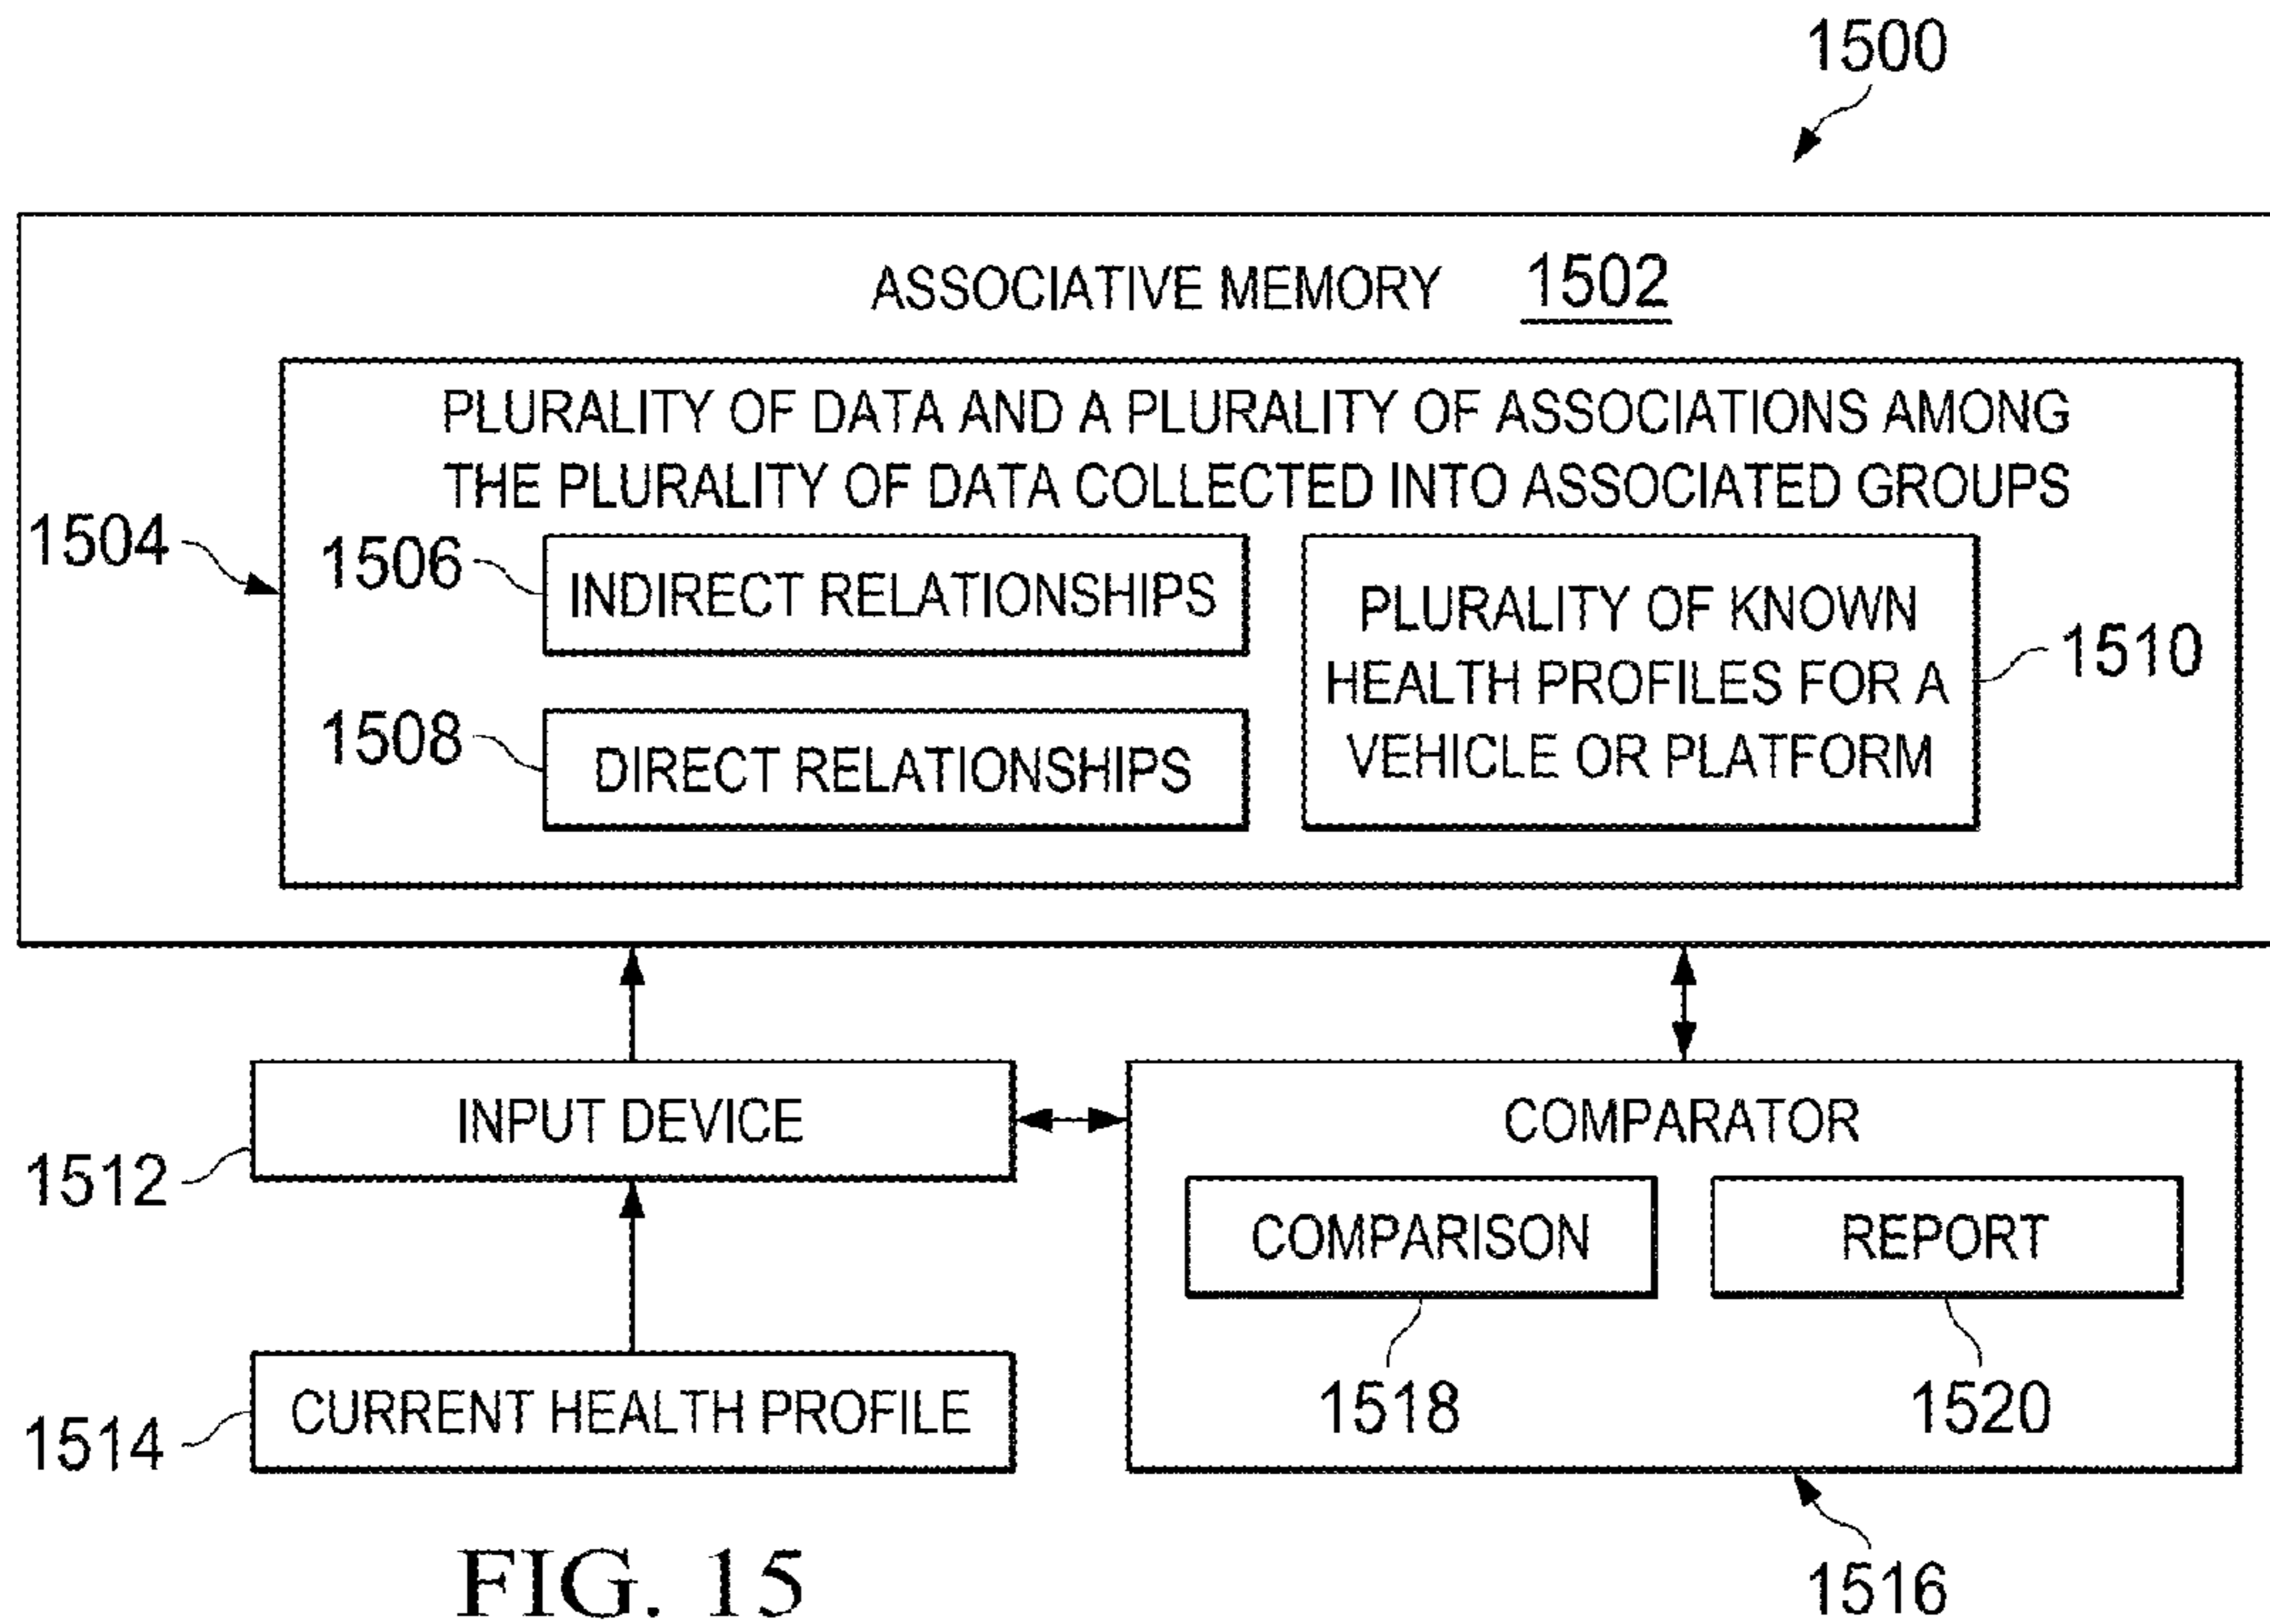 1500
ASSOCIATIVE MEMORY 1502
PLURALITY OF DATA AND A PLURALITY OF ASSOCIATIONS AMONG
THE PLURALITY OF DATA COLLECTED INTO ASSOCIATED GROUPS
1504
1506
INDIRECT RELATIONSHIPS
1508
DIRECT RELATIONSHIPS
PLURALITY OF KNOWN
HEALTH PROFILES FOR A
VEHICLE OR PLATFORM
1510
INPUT DEVICE
1512
CURRENT HEALTH PROFILE
1514
COMPARATOR
COMPARISON
REPORT
1518
1520
1516
FIG. 15